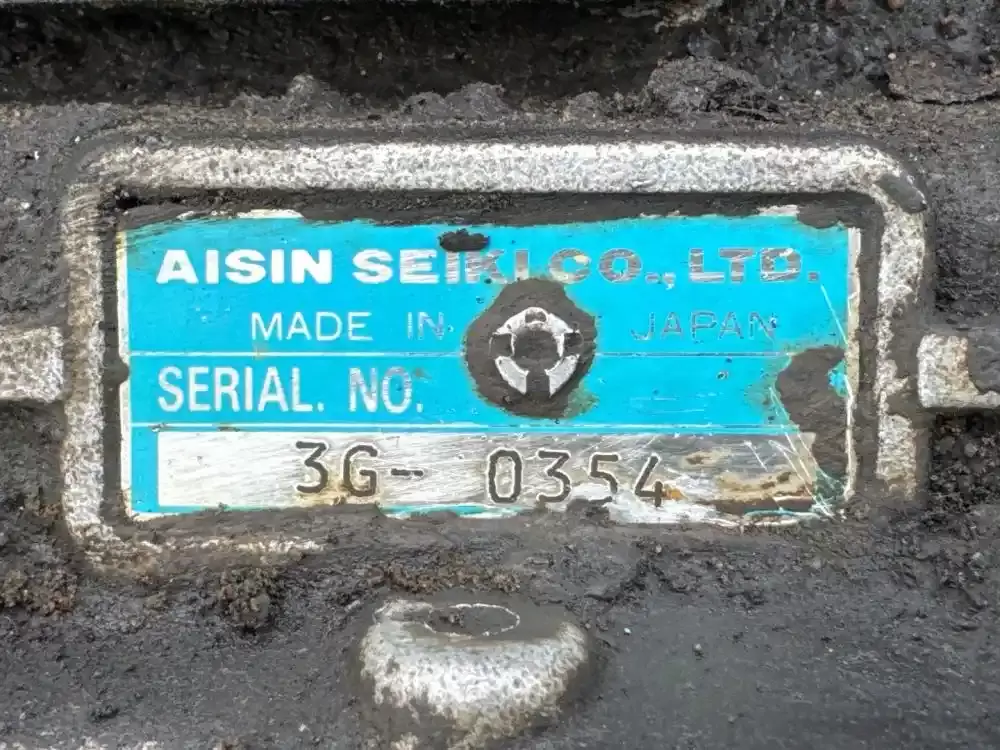 AISIN SEIKI CO., LTD.
MADE IN JAPAN
SERIAL. NO.
3G- 0354